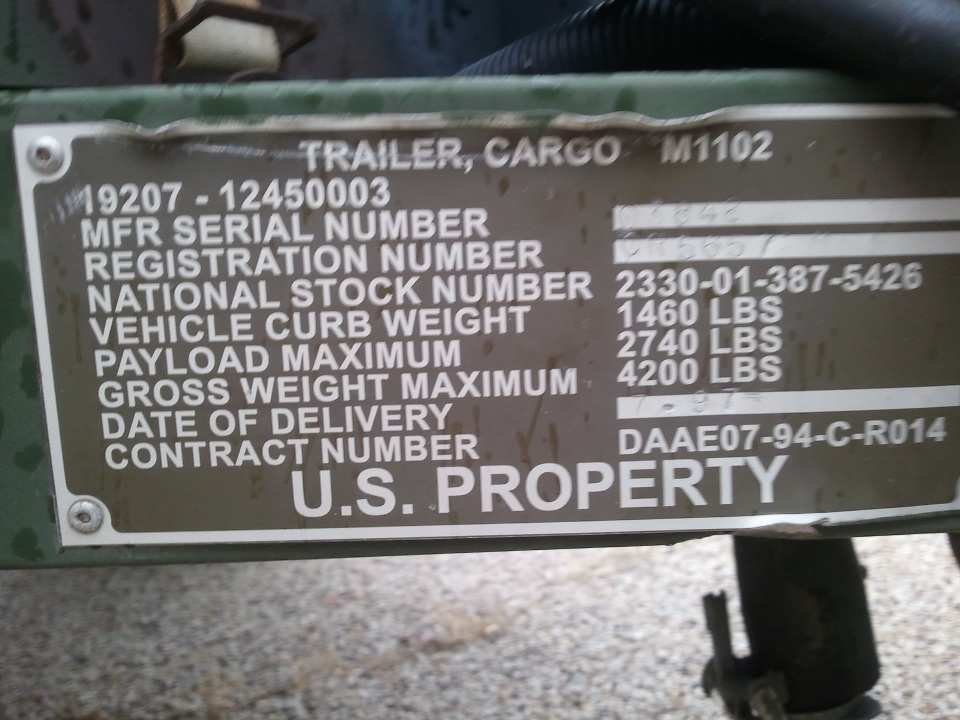 TRAILER, CARGO M1102
19207 - 12450003
MFR SERIAL NUMBER
REGISTRATION NUMBER
NATIONAL STOCK NUMBER 2330-01-387-5426
VEHICLE CURB WEIGHT 1460 LBS
PAYLOAD MAXIMUM 2740 LBS
GROSS WEIGHT MAXIMUM 4200 LBS
DATE OF DELIVERY 7-97
CONTRACT NUMBER DAAE07-94-C-R014
U.S. PROPERTY